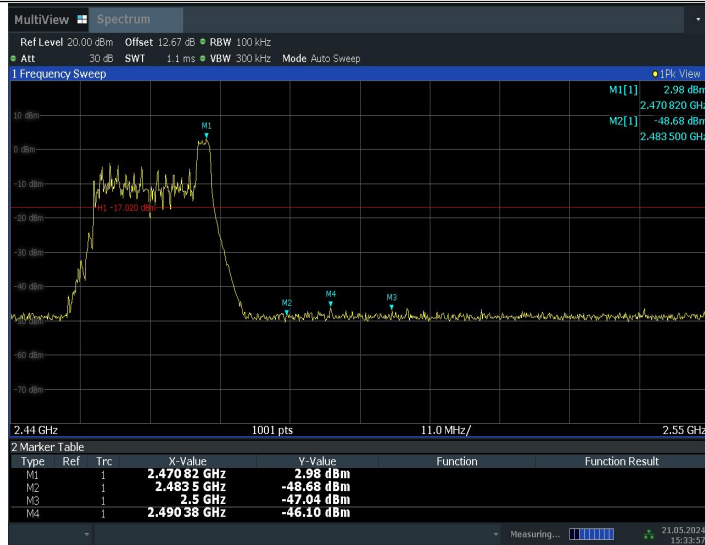 MultiView Spectrum
Ref Level 20.00 dBm Offset 12.67 dB RBW 100 kHz
Att 30 dB SWT 1.1 ms VBW 300 kHz Mode Auto Sweep
1 Frequency Sweep 1Pk View
M1[1] 2.98 dBm
2.470 820 GHz
M2[1] -48.68 dBm
2.483 500 GHz
10 dBm
M1
0 dBm
-10 dBm
H1 -17.020 dBm
-20 dBm
-30 dBm
-40 dBm
M2 M4 M3
-50 dBm
-60 dBm
-70 dBm
2.44 GHz 1001 pts 11.0 MHz/ 2.55 GHz
2 Marker Table
Type Ref Trc X-Value Y-Value Function Function Result
M1 1 2.470 82 GHz 2.98 dBm
M2 1 2.483 5 GHz -48.68 dBm
M3 1 2.5 GHz -47.04 dBm
M4 1 2.490 38 GHz -46.10 dBm
Measuring... 21.05.2024
15:33:57